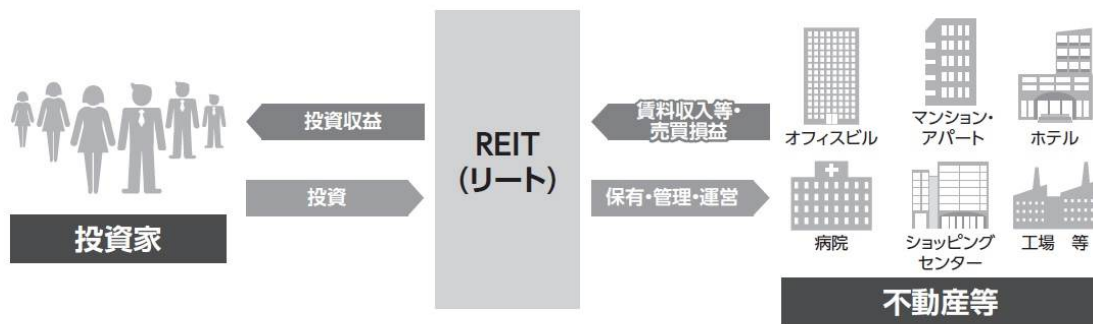 投資家
投資収益
投資
REIT
(リート)
賃料収入等・
売買損益
保有・管理・運営
オフィスビル
マンション・
アパート
ホテル
病院
ショッピング
センター
工場　等
不動産等